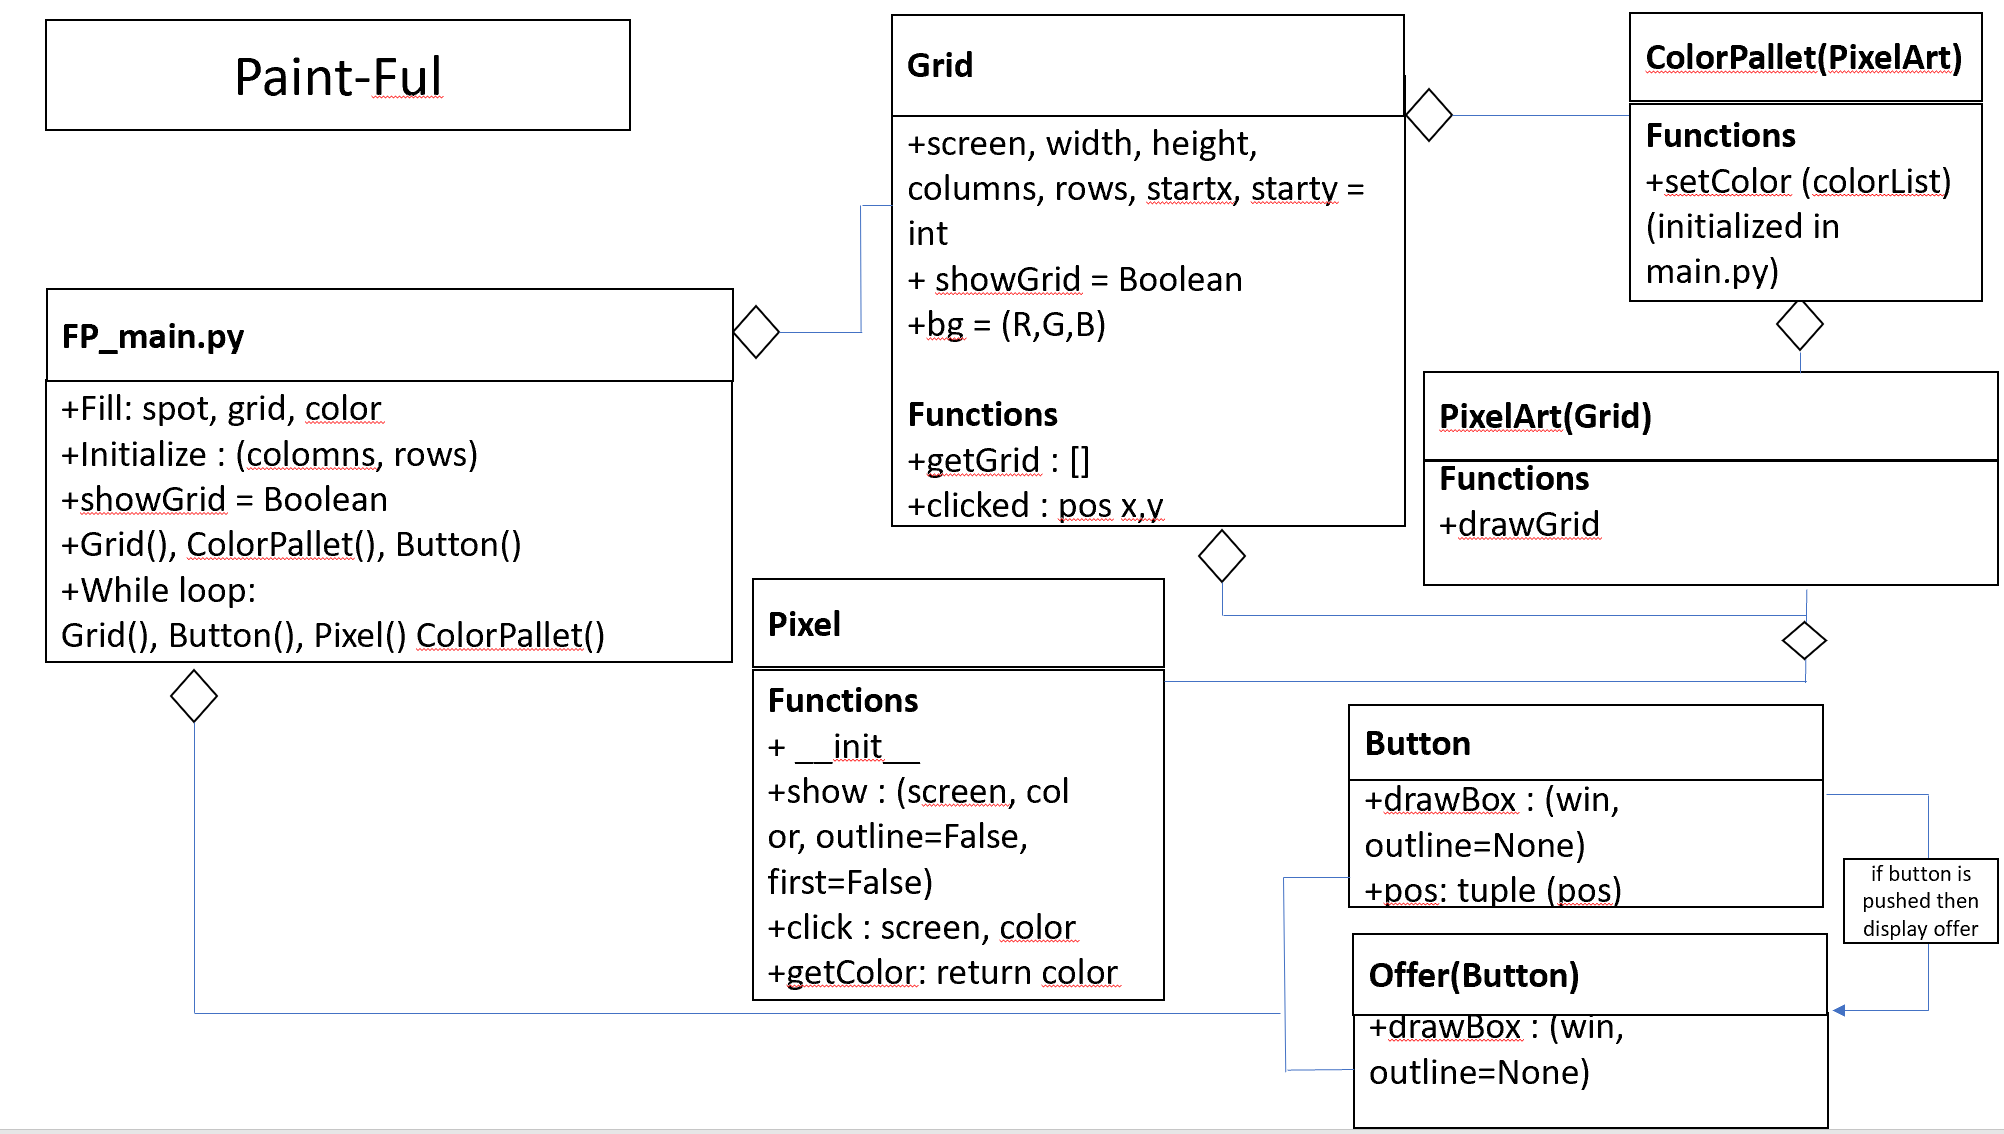 Paint-Ful
Grid
+screen, width, height,
columns, rows, startx, starty =
int
+ showGrid = Boolean
+bg = (R,G,B)
Functions
+getGrid : []
+clicked : pos x,y
ColorPallet(PixelArt)
Functions
+setColor (colorList)
(initialized in
main.py)
FP_main.py
+Fill: spot, grid, color
+Initialize : (colomns, rows)
+showGrid = Boolean
+Grid(), ColorPallet(), Button()
+While loop:
Grid(), Button(), Pixel() ColorPallet()
PixelArt(Grid)
Functions
+drawGrid
Pixel
Functions
+ __init__
+show : (screen, col
or, outline=False,
first=False)
+click : screen, color
+getColor: return color
Button
+drawBox : (win,
outline=None)
+pos: tuple (pos)
if button is
pushed then
display offer
Offer(Button)
+drawBox : (win,
outline=None)